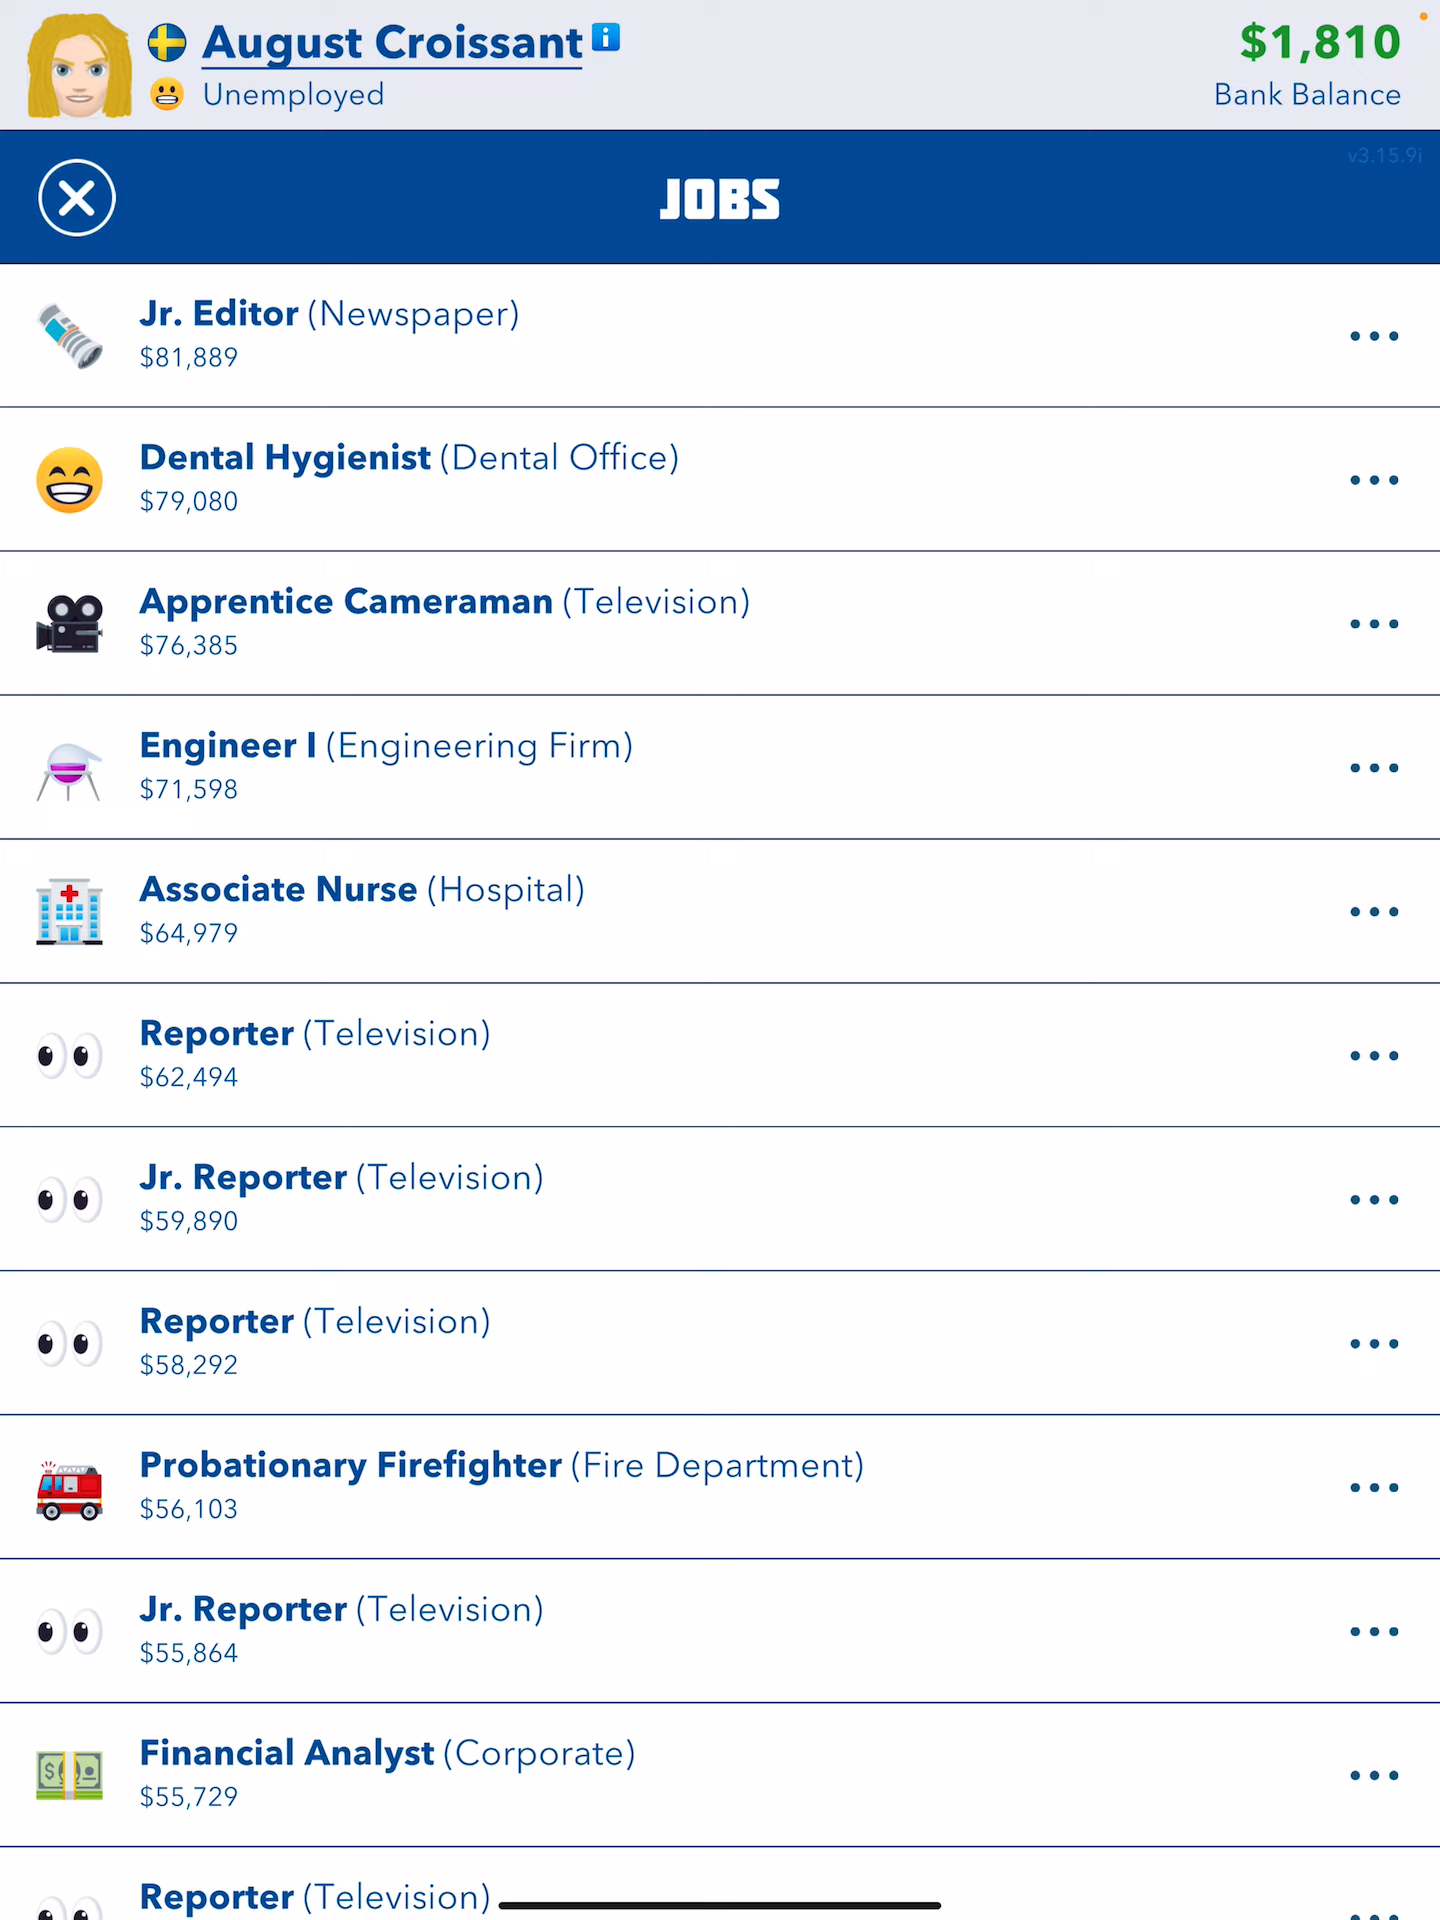 August Croissant i
$1,810
Unemployed
Bank Balance
v3.15.9i
JOBS
Jr. Editor (Newspaper)
$81,889
Dental Hygienist (Dental Office)
$79,080
Apprentice Cameraman (Television)
$76,385
Engineer I (Engineering Firm)
$71,598
Associate Nurse (Hospital)
$64,979
Reporter (Television)
$62,494
Jr. Reporter (Television)
$59,890
Reporter (Television)
$58,292
Probationary Firefighter (Fire Department)
$56,103
Jr. Reporter (Television)
$55,864
Financial Analyst (Corporate)
$55,729
Reporter (Television)